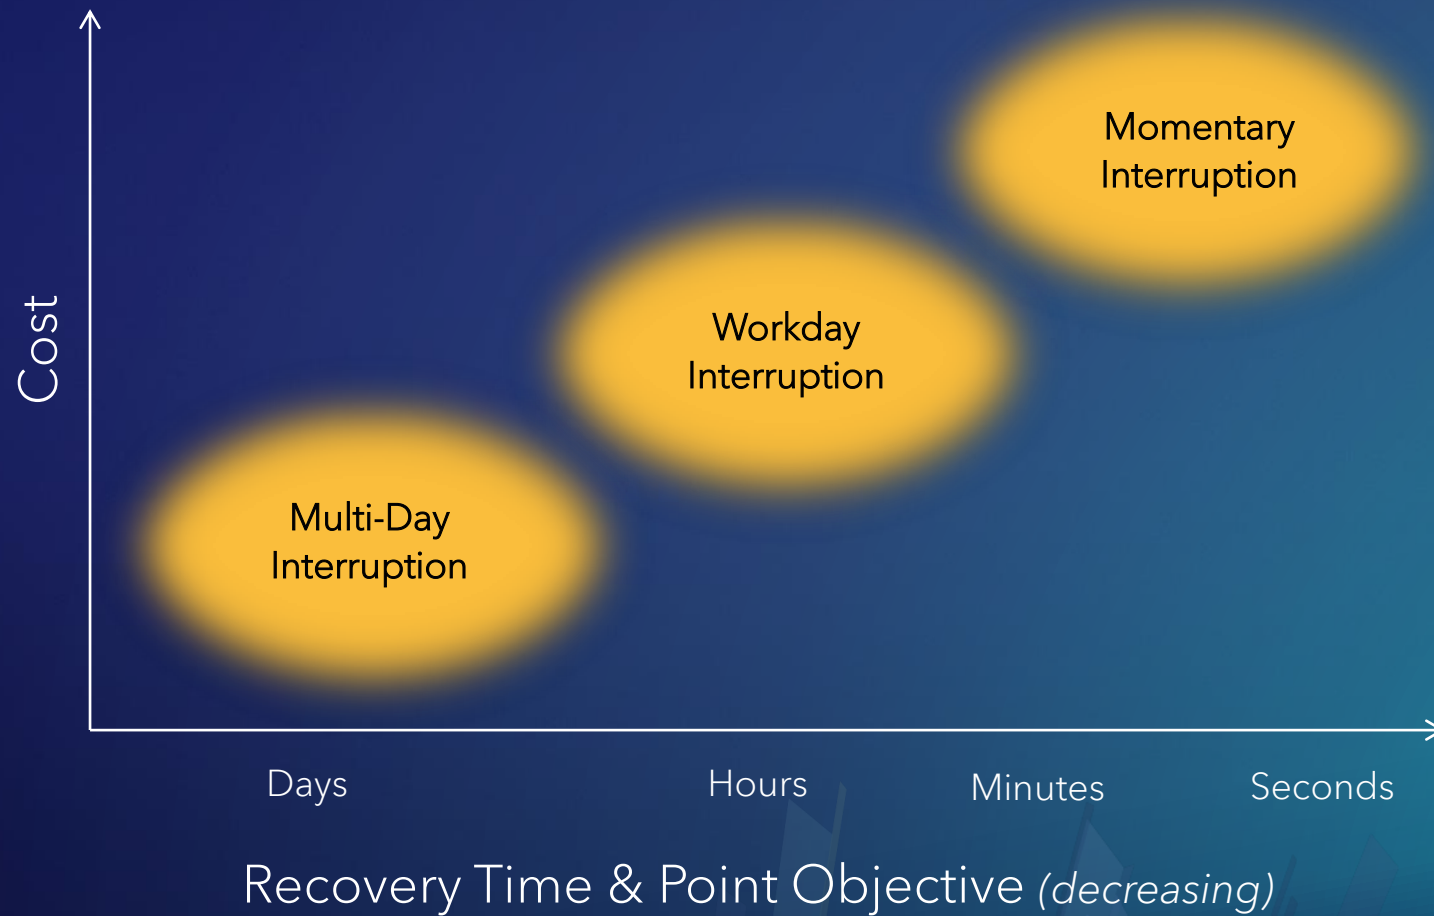 Momentary
Interruption
Workday
Interruption
Cost
Multi-Day
Interruption
Days
Hours
Minutes
Seconds
Recovery Time & Point Objective (decreasing)